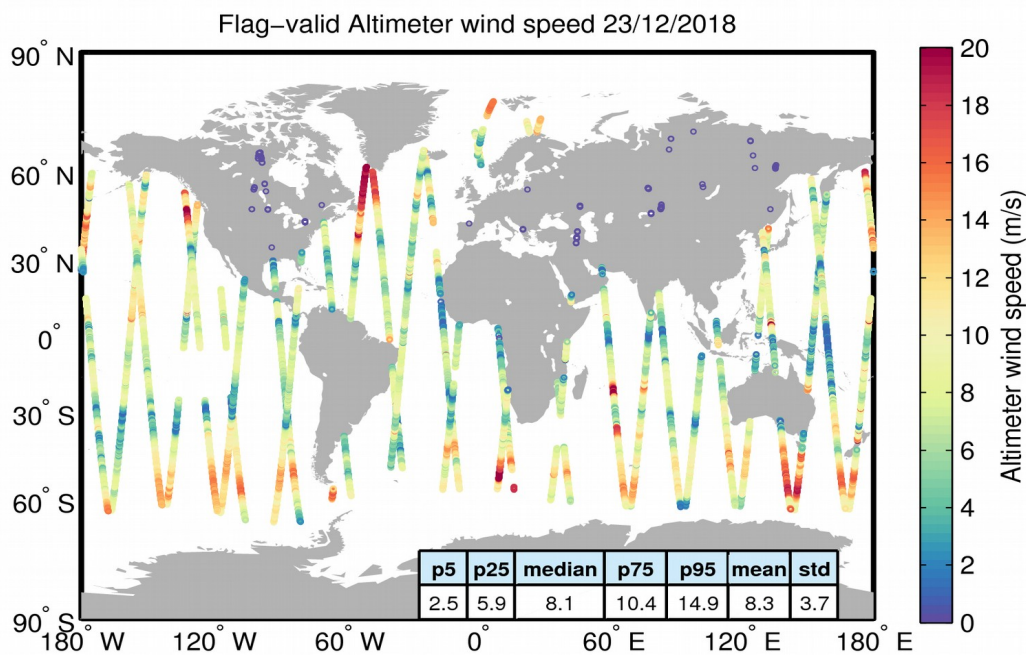 Flag−valid Altimeter wind speed 23/12/2018
90° N
60° N
30° N
0°
30° S
60° S
90° S
180° W
120° W
60° W
0°
60° E
120° E
180° E
p5 p25 median p75 p95 mean std
2.5 5.9 8.1 10.4 14.9 8.3 3.7
20
18
16
14
12
10
8
6
4
2
0
Altimeter wind speed (m/s)